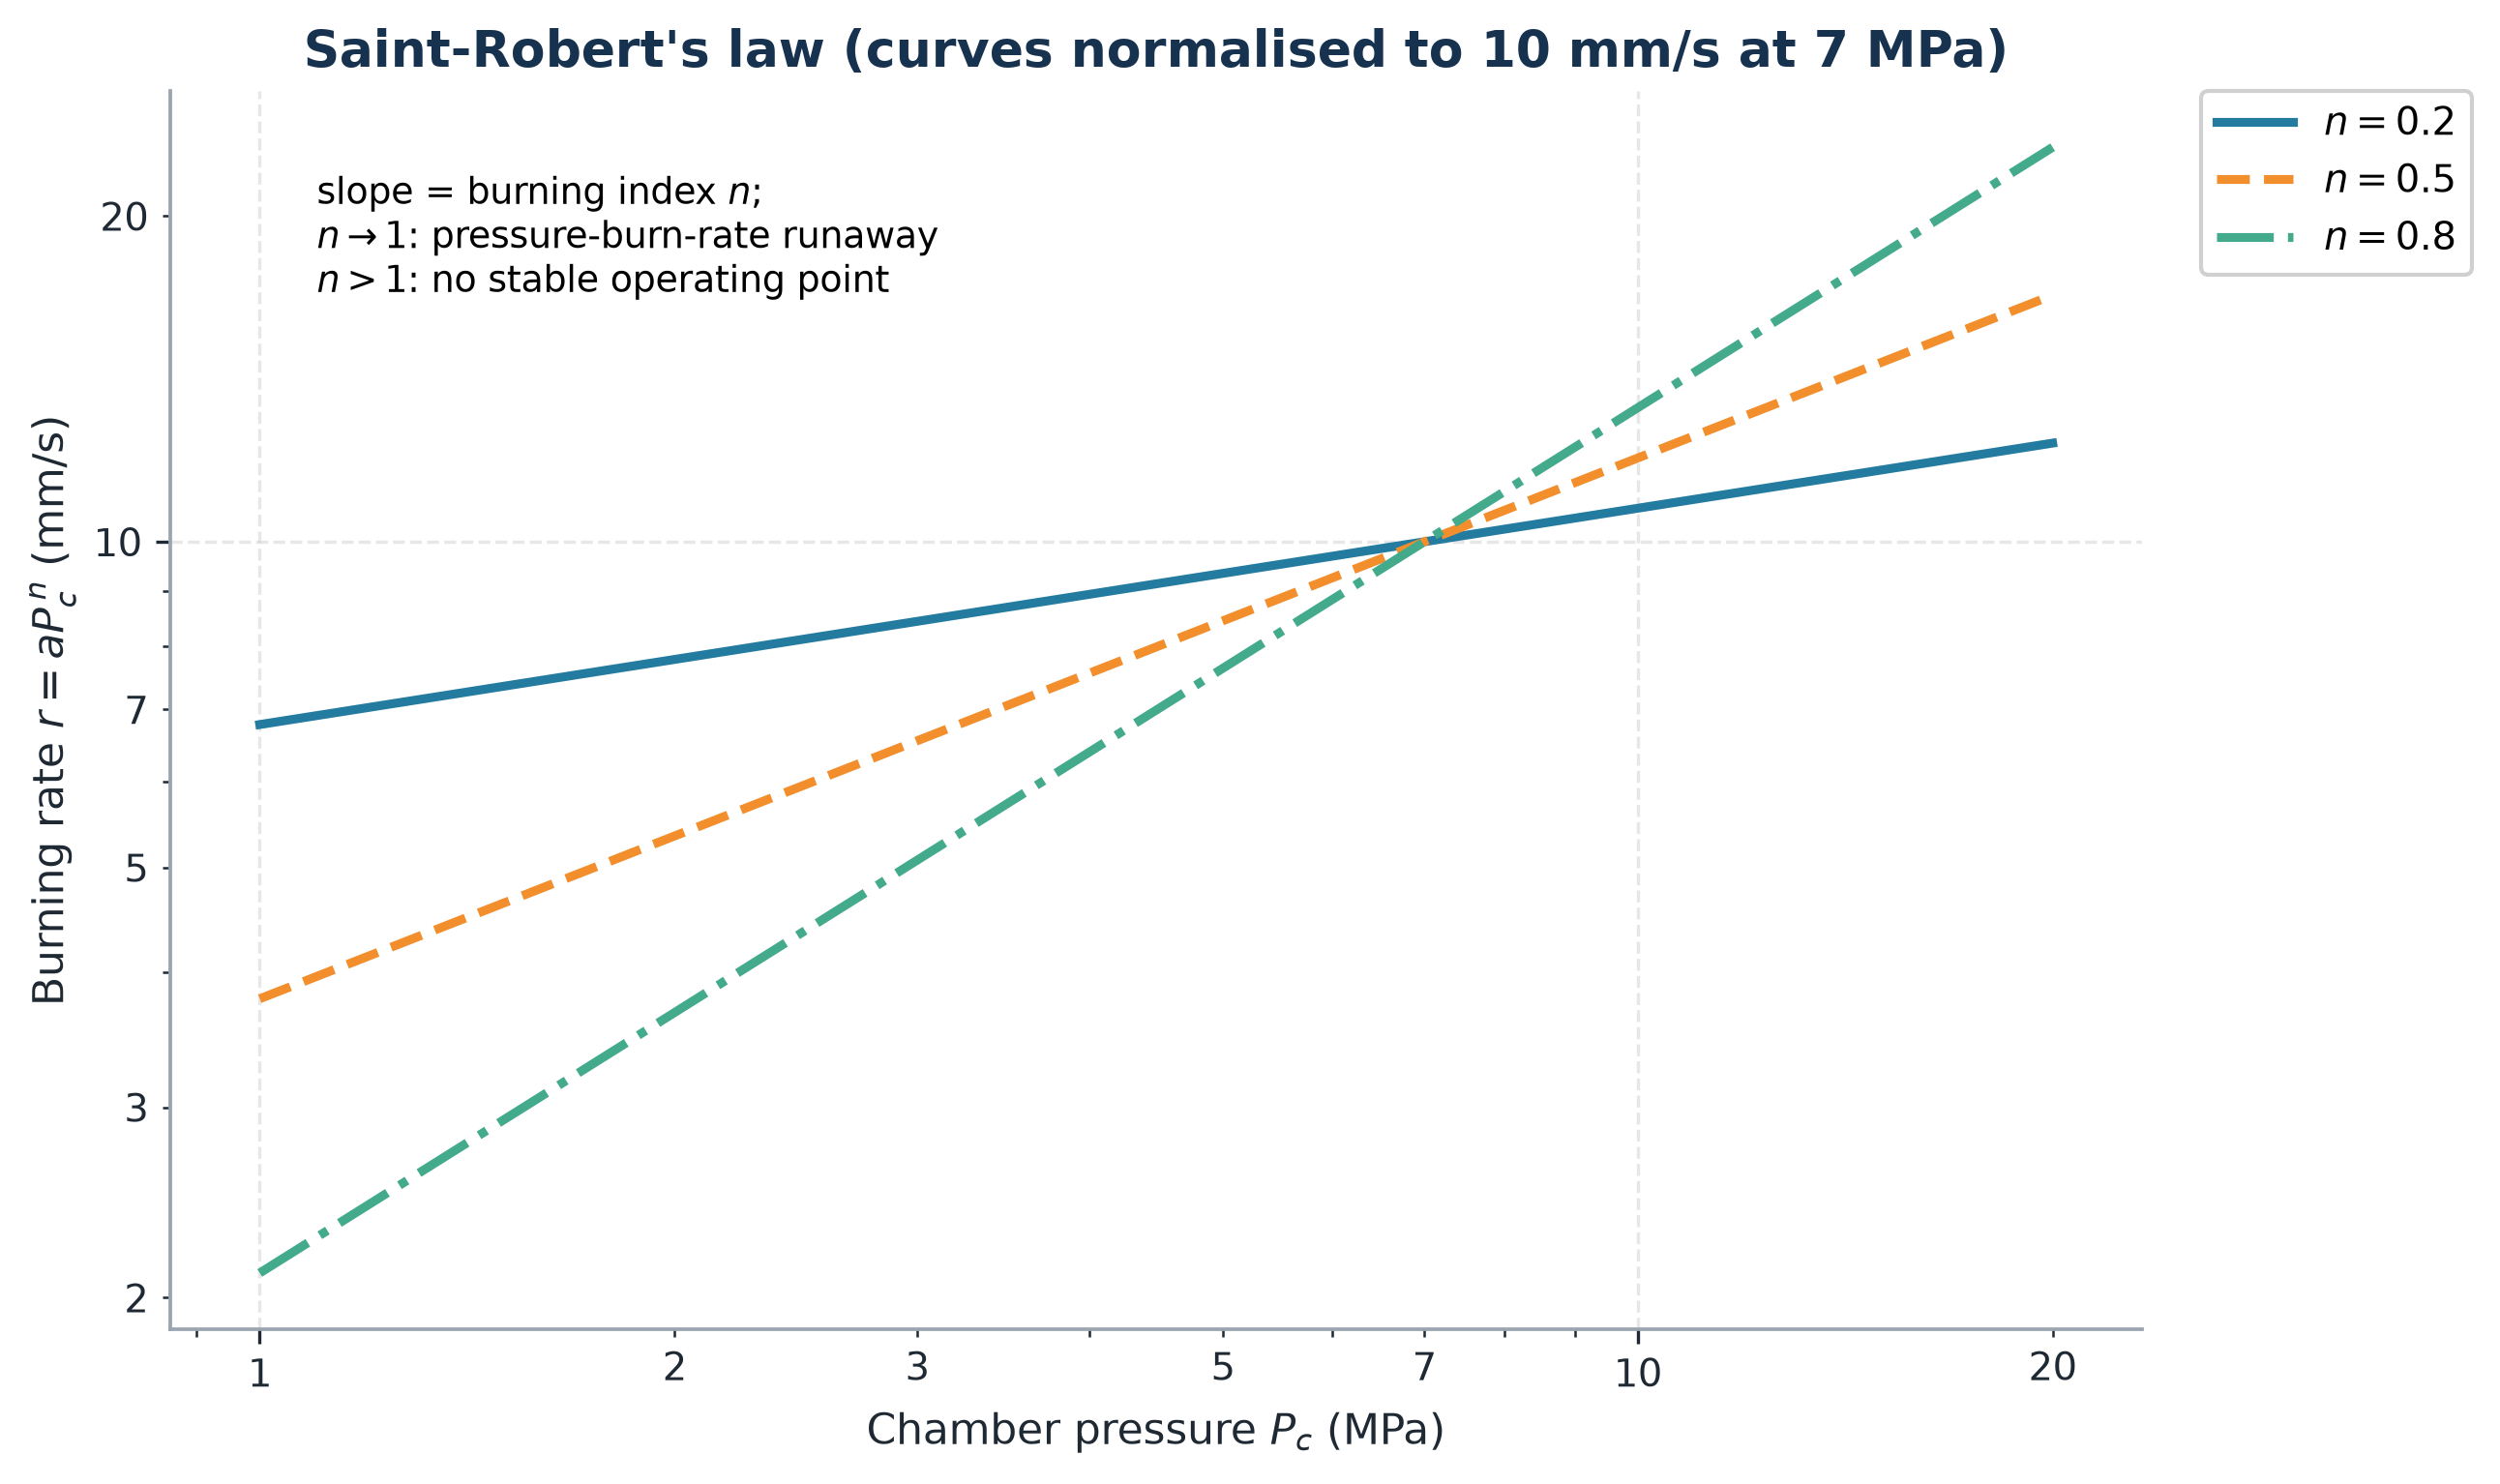 Saint-Robert's law (curves normalised to 10 mm/s at 7 MPa)
n = 0.2
n = 0.5
n = 0.8
slope = burning index n;
n → 1: pressure-burn-rate runaway
n > 1: no stable operating point
Burning rate r = aP_c^n (mm/s)
20
10
7
5
3
2
1
2
3
5
7
10
20
Chamber pressure P_c (MPa)